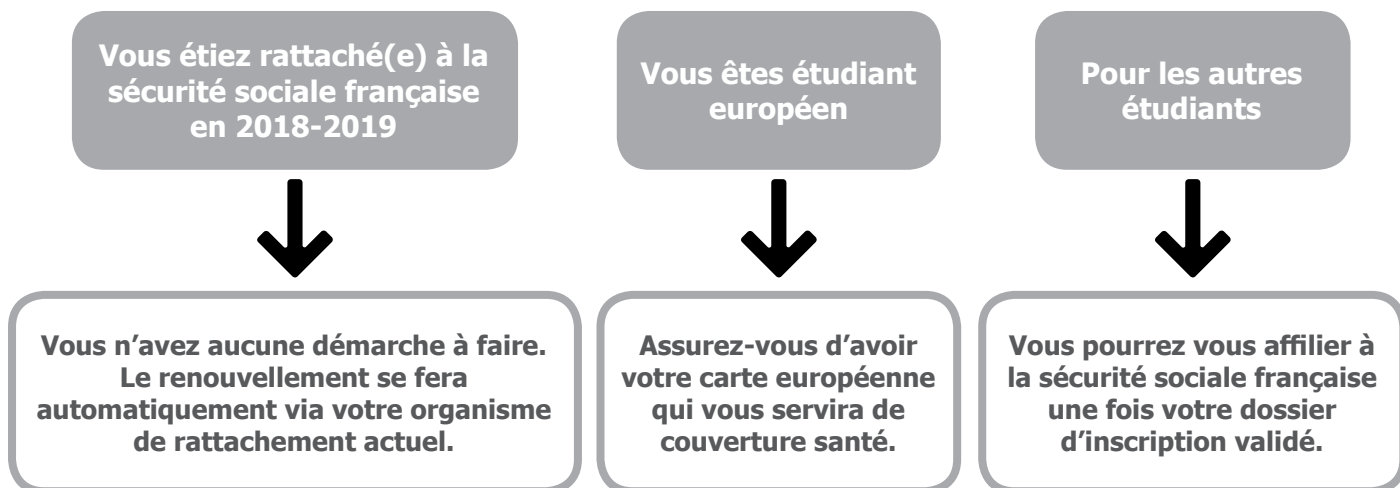 Vous étiez rattaché(e) à la
sécurité sociale française
en 2018-2019
Vous n'avez aucune démarche à faire.
Le renouvellement se fera
automatiquement via votre organisme
de rattachement actuel.
Vous êtes étudiant
européen
Assurez-vous d'avoir
votre carte européenne
qui vous servira de
couverture santé.
Pour les autres
étudiants
Vous pourrez vous affilier à
la sécurité sociale française
une fois votre dossier
d'inscription validé.